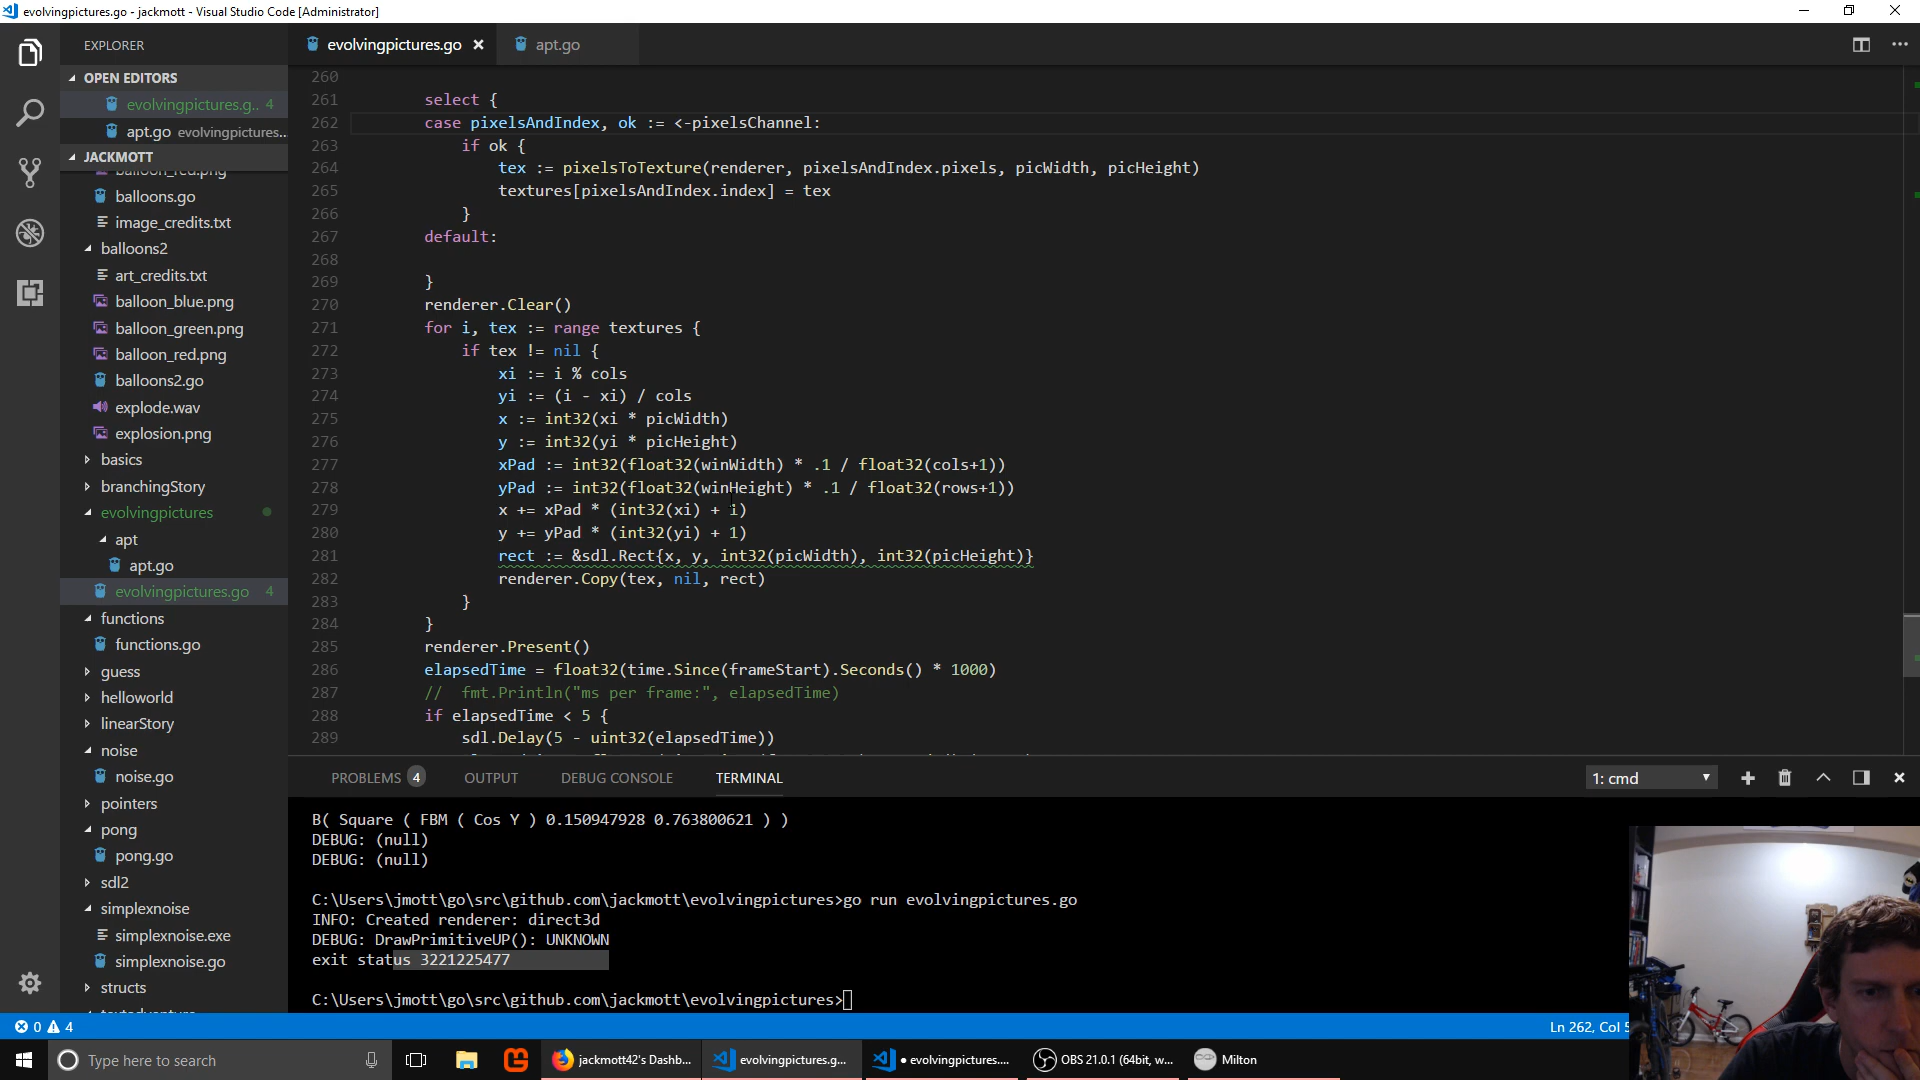 evolvingpictures.go - jackmott - Visual Studio Code [Administrator]
EXPLORER
OPEN EDITORS
evolvingpictures.g.. 4
apt.go evolvingpictures...
JACKMOTT
balloon_red.png
balloons.go
image_credits.txt
balloons2
art_credits.txt
balloon_blue.png
balloon_green.png
balloon_red.png
balloons2.go
explode.wav
explosion.png
basics
branchingStory
evolvingpictures
apt
apt.go
evolvingpictures.go 4
functions
functions.go
guess
helloworld
linearStory
noise
noise.go
pointers
pong
pong.go
sdl2
simplexnoise
simplexnoise.exe
simplexnoise.go
structs
evolvingpictures.go
apt.go
260
261 select {
262 case pixelsAndIndex, ok := <-pixelsChannel:
263 if ok {
264 tex := pixelsToTexture(renderer, pixelsAndIndex.pixels, picWidth, picHeight)
265 textures[pixelsAndIndex.index] = tex
266 }
267 default:
268
269 }
270 renderer.Clear()
271 for i, tex := range textures {
272 if tex != nil {
273 xi := i % cols
274 yi := (i - xi) / cols
275 x := int32(xi * picWidth)
276 y := int32(yi * picHeight)
277 xPad := int32(float32(winWidth) * .1 / float32(cols+1))
278 yPad := int32(float32(winHeight) * .1 / float32(rows+1))
279 x += xPad * (int32(xi) + i)
280 y += yPad * (int32(yi) + 1)
281 rect := &sdl.Rect{x, y, int32(picWidth), int32(picHeight)}
282 renderer.Copy(tex, nil, rect)
283 }
284 }
285 renderer.Present()
286 elapsedTime = float32(time.Since(frameStart).Seconds() * 1000)
287 // fmt.Println("ms per frame:", elapsedTime)
288 if elapsedTime < 5 {
289 sdl.Delay(5 - uint32(elapsedTime))
PROBLEMS 4 OUTPUT DEBUG CONSOLE TERMINAL
1: cmd
B( Square ( FBM ( Cos Y ) 0.150947928 0.763800621 ) )
DEBUG: (null)
DEBUG: (null)
C:\Users\jmott\go\src\github.com\jackmott\evolvingpictures>go run evolvingpictures.go
INFO: Created renderer: direct3d
DEBUG: DrawPrimitiveUP(): UNKNOWN
exit status 3221225477
C:\Users\jmott\go\src\github.com\jackmott\evolvingpictures>
0 4
Ln 262, Col
Type here to search
jackmott42's Dashb...
evolvingpictures.g...
• evolvingpictures....
OBS 21.0.1 (64bit, w...
Milton